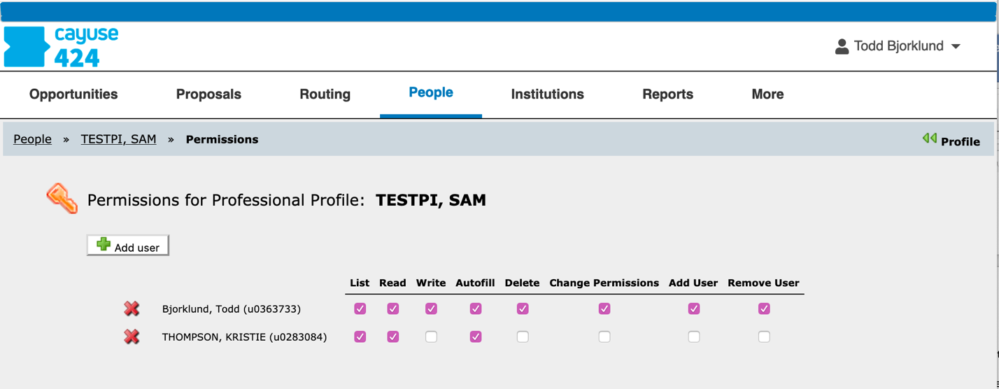 cayuse
424
Todd Bjorklund
Opportunities Proposals Routing People Institutions Reports More
People » TESTPI, SAM » Permissions Profile
Permissions for Professional Profile: TESTPI, SAM
Add user
List Read Write Autofill Delete Change Permissions Add User Remove User
Bjorklund, Todd (u0363733)
THOMPSON, KRISTIE (u0283084)